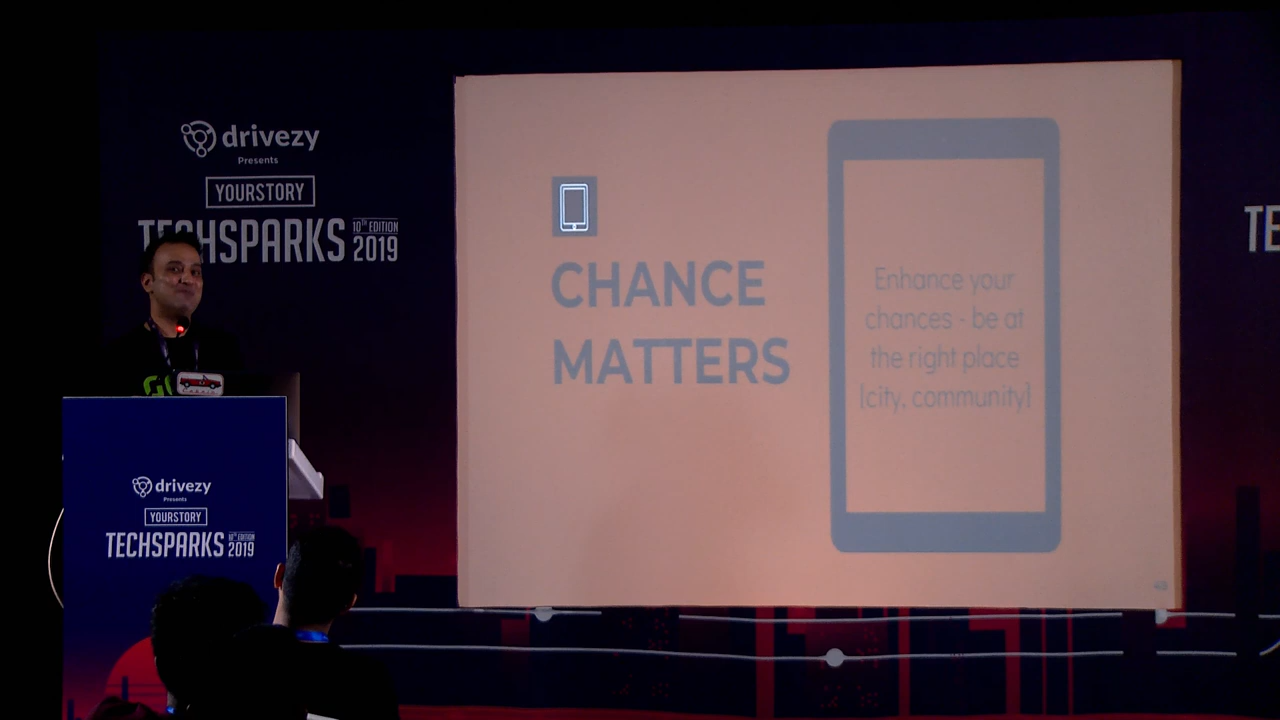 drivezy
Presents
YOURSTORY
TECHSPARKS 10TH EDITION 2019
CHANCE
MATTERS
Enhance your
chances - be at
the right place
[city, community]
TE
drivezy
Presents
YOURSTORY
TECHSPARKS 10TH EDITION 2019